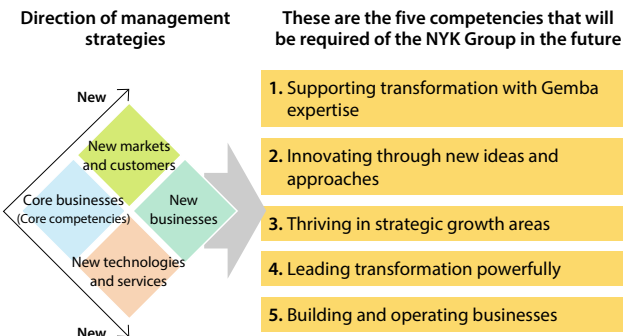 Direction of management
strategies
New
New markets
and customers
Core businesses
(Core competencies)
New
businesses
New technologies
and services
New
These are the five competencies that will
be required of the NYK Group in the future
1. Supporting transformation with Gemba
expertise
2. Innovating through new ideas and
approaches
3. Thriving in strategic growth areas
4. Leading transformation powerfully
5. Building and operating businesses